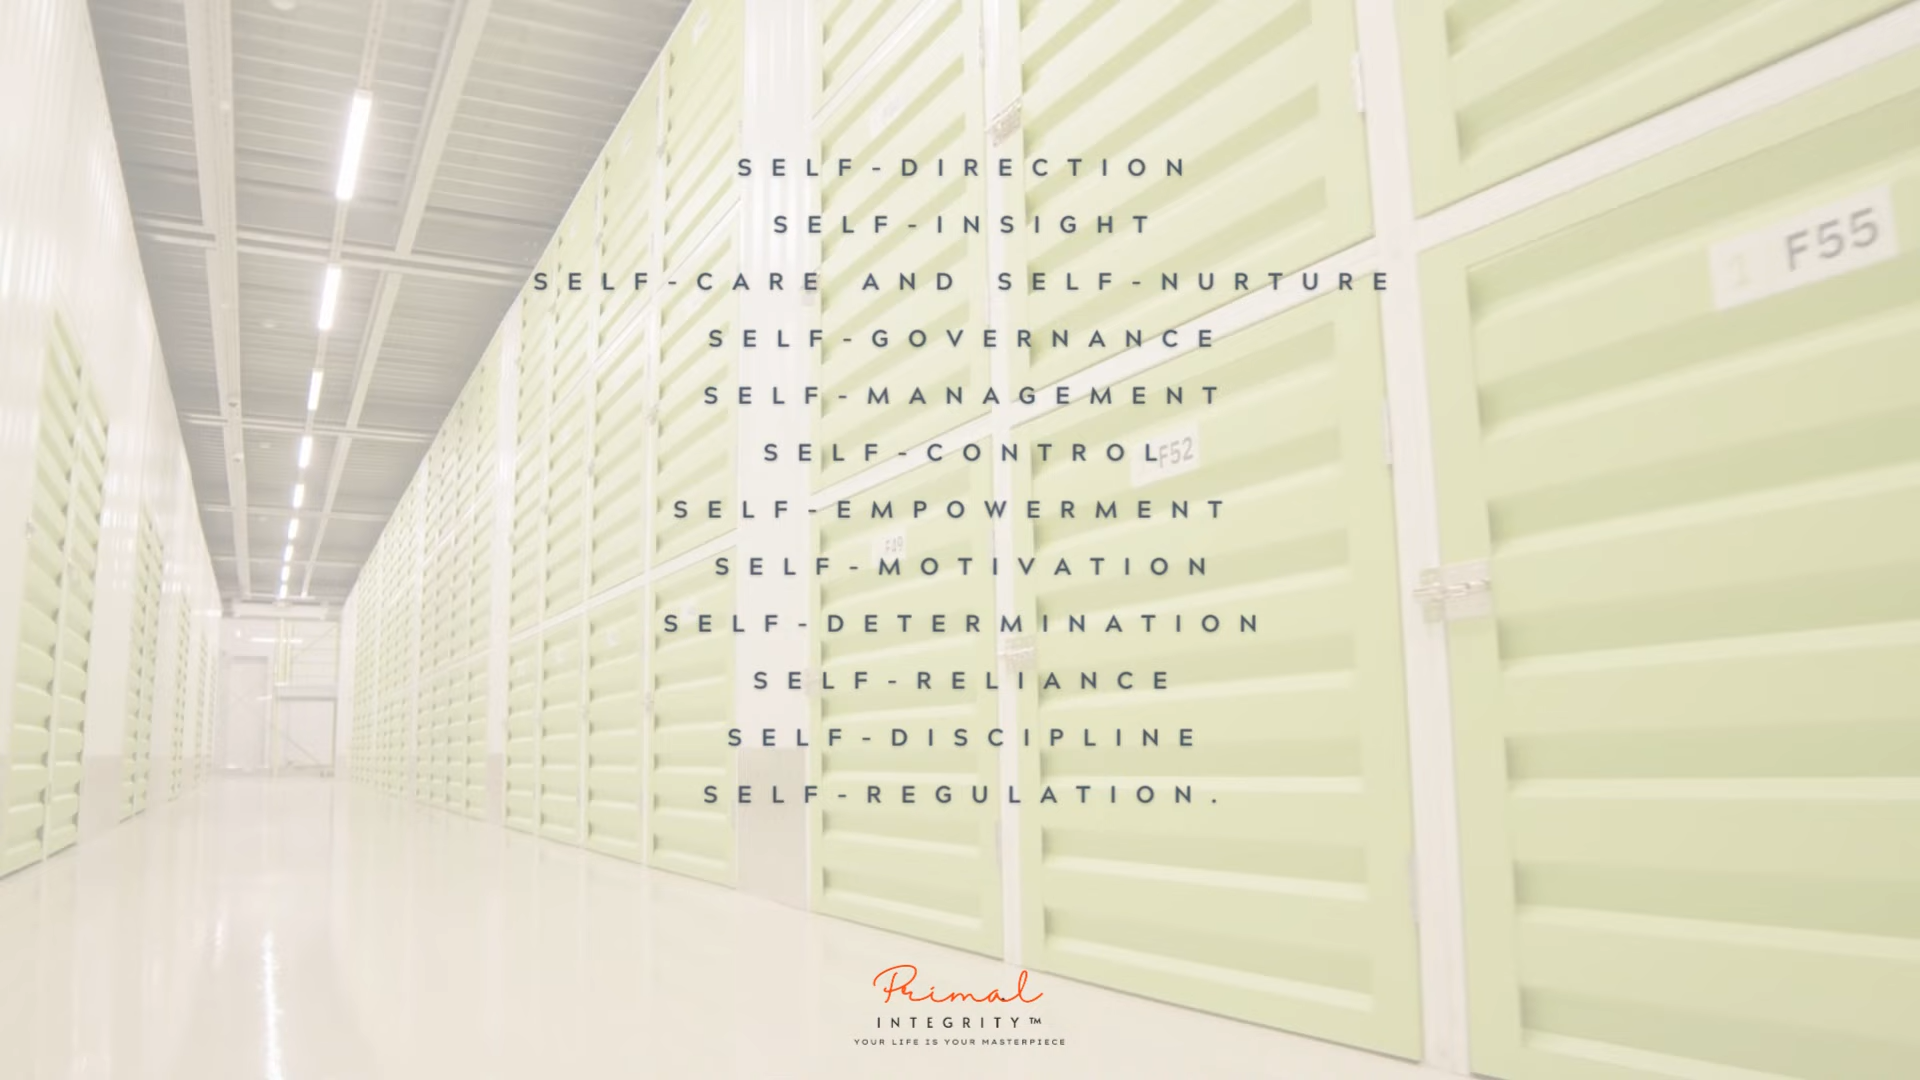 SELF-DIRECTION
SELF-INSIGHT
SELF-CARE AND SELF-NURTURE
SELF-GOVERNANCE
SELF-MANAGEMENT
SELF-CONTROL
F52
SELF-EMPOWERMENT
F49
SELF-MOTIVATION
SELF-DETERMINATION
SELF-RELIANCE
SELF-DISCIPLINE
SELF-REGULATION.
F55
Primal
INTEGRITY™
YOUR LIFE IS YOUR MASTERPIECE